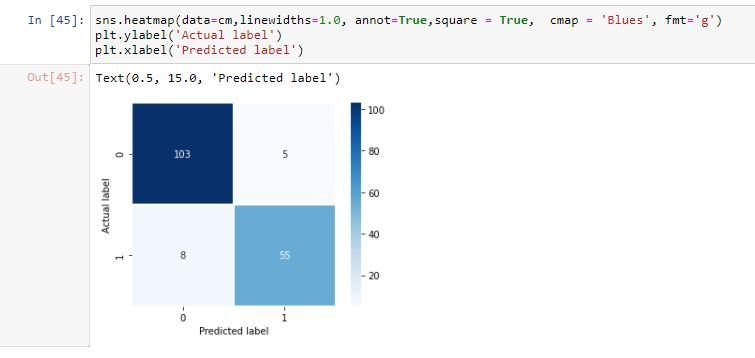 In [45]: sns.heatmap(data=cm,linewidths=1.0, annot=True,square = True,  cmap = 'Blues', fmt='g')
plt.ylabel('Actual label')
plt.xlabel('Predicted label')
Out[45]: Text(0.5, 15.0, 'Predicted label')
100
103 5
0
80
60
Actual label
40
8 55
1
20
0 1
Predicted label